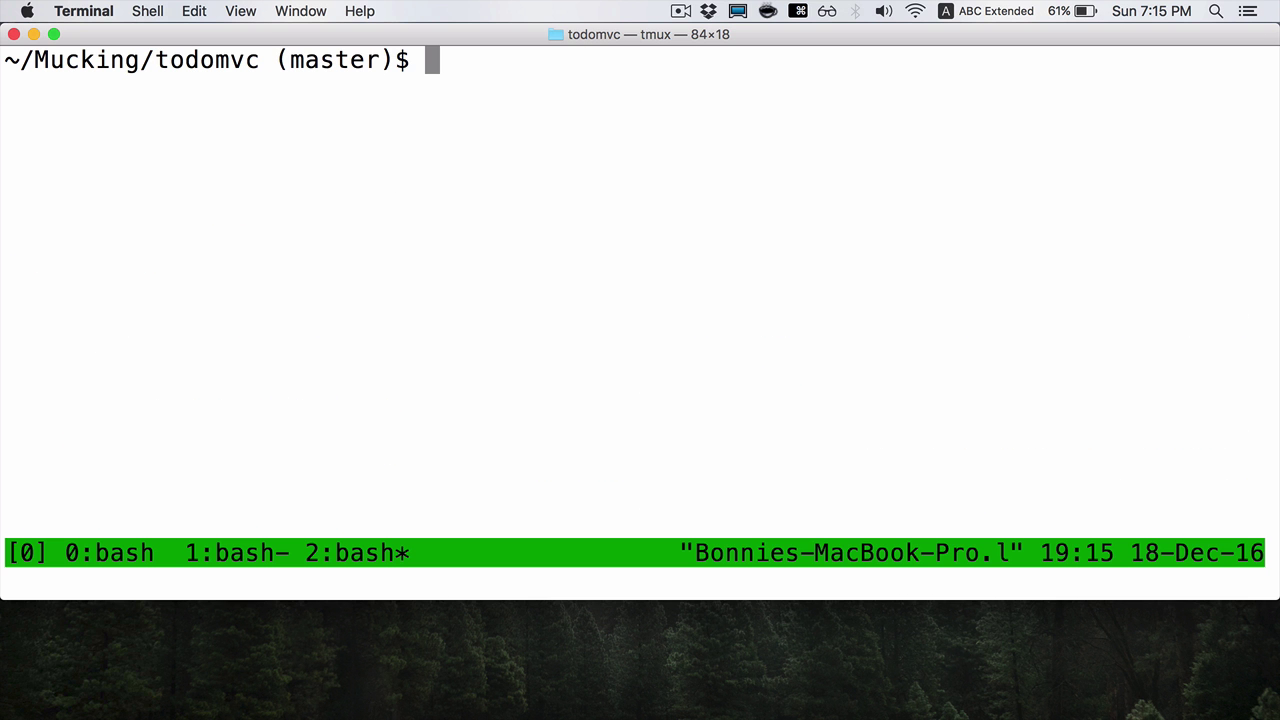 Terminal Shell Edit View Window Help ABC Extended 61% Sun 7:15 PM
todomvc — tmux — 84×18
~/Mucking/todomvc (master)$
[0] 0:bash  1:bash- 2:bash* "Bonnies-MacBook-Pro.l" 19:15 18-Dec-16